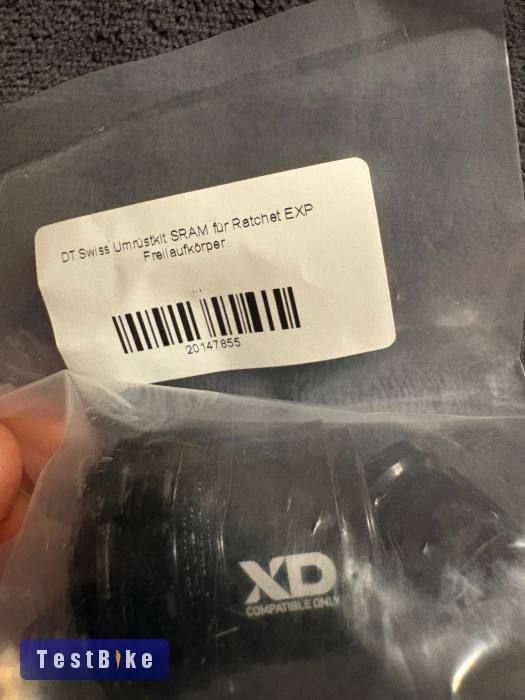 DT Swiss Umrüstkit SRAM für Ratchet EXP
Freilaufkörper
...
20147855
XD
COMPATIBLE ONLY
TestBike